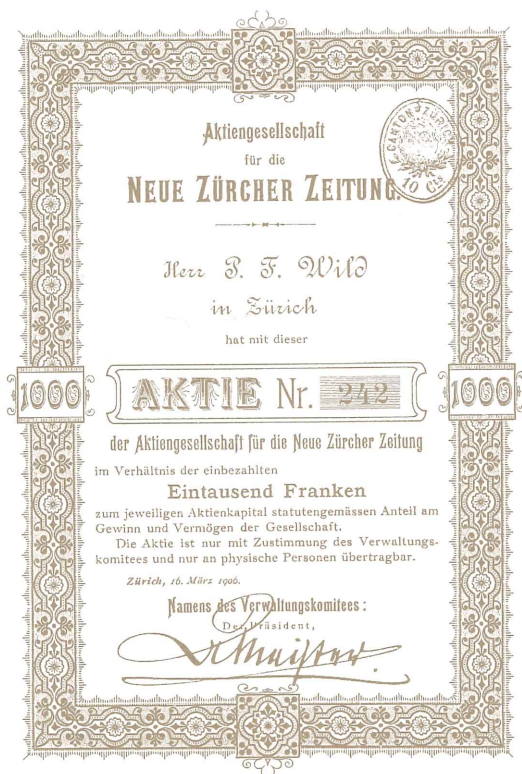 Aktiengesellschaft
für die
NEUE ZÜRCHER ZEITUNG.
CANTON ZÜRICH
10 Cts
Herr P. F. Wild
in Zürich
hat mit dieser
1000 AKTIE Nr. 242 1000
der Aktiengesellschaft für die Neue Zürcher Zeitung
im Verhältnis der einbezahlten
Eintausend Franken
zum jeweiligen Aktienkapital statutengemässen Anteil am
Gewinn und Vermögen der Gesellschaft.
Die Aktie ist nur mit Zustimmung des Verwaltungs-
komitees und nur an physische Personen übertragbar.
Zürich, 16. März 1906.
Namens des Verwaltungskomitees:
Der Präsident,
Meister.